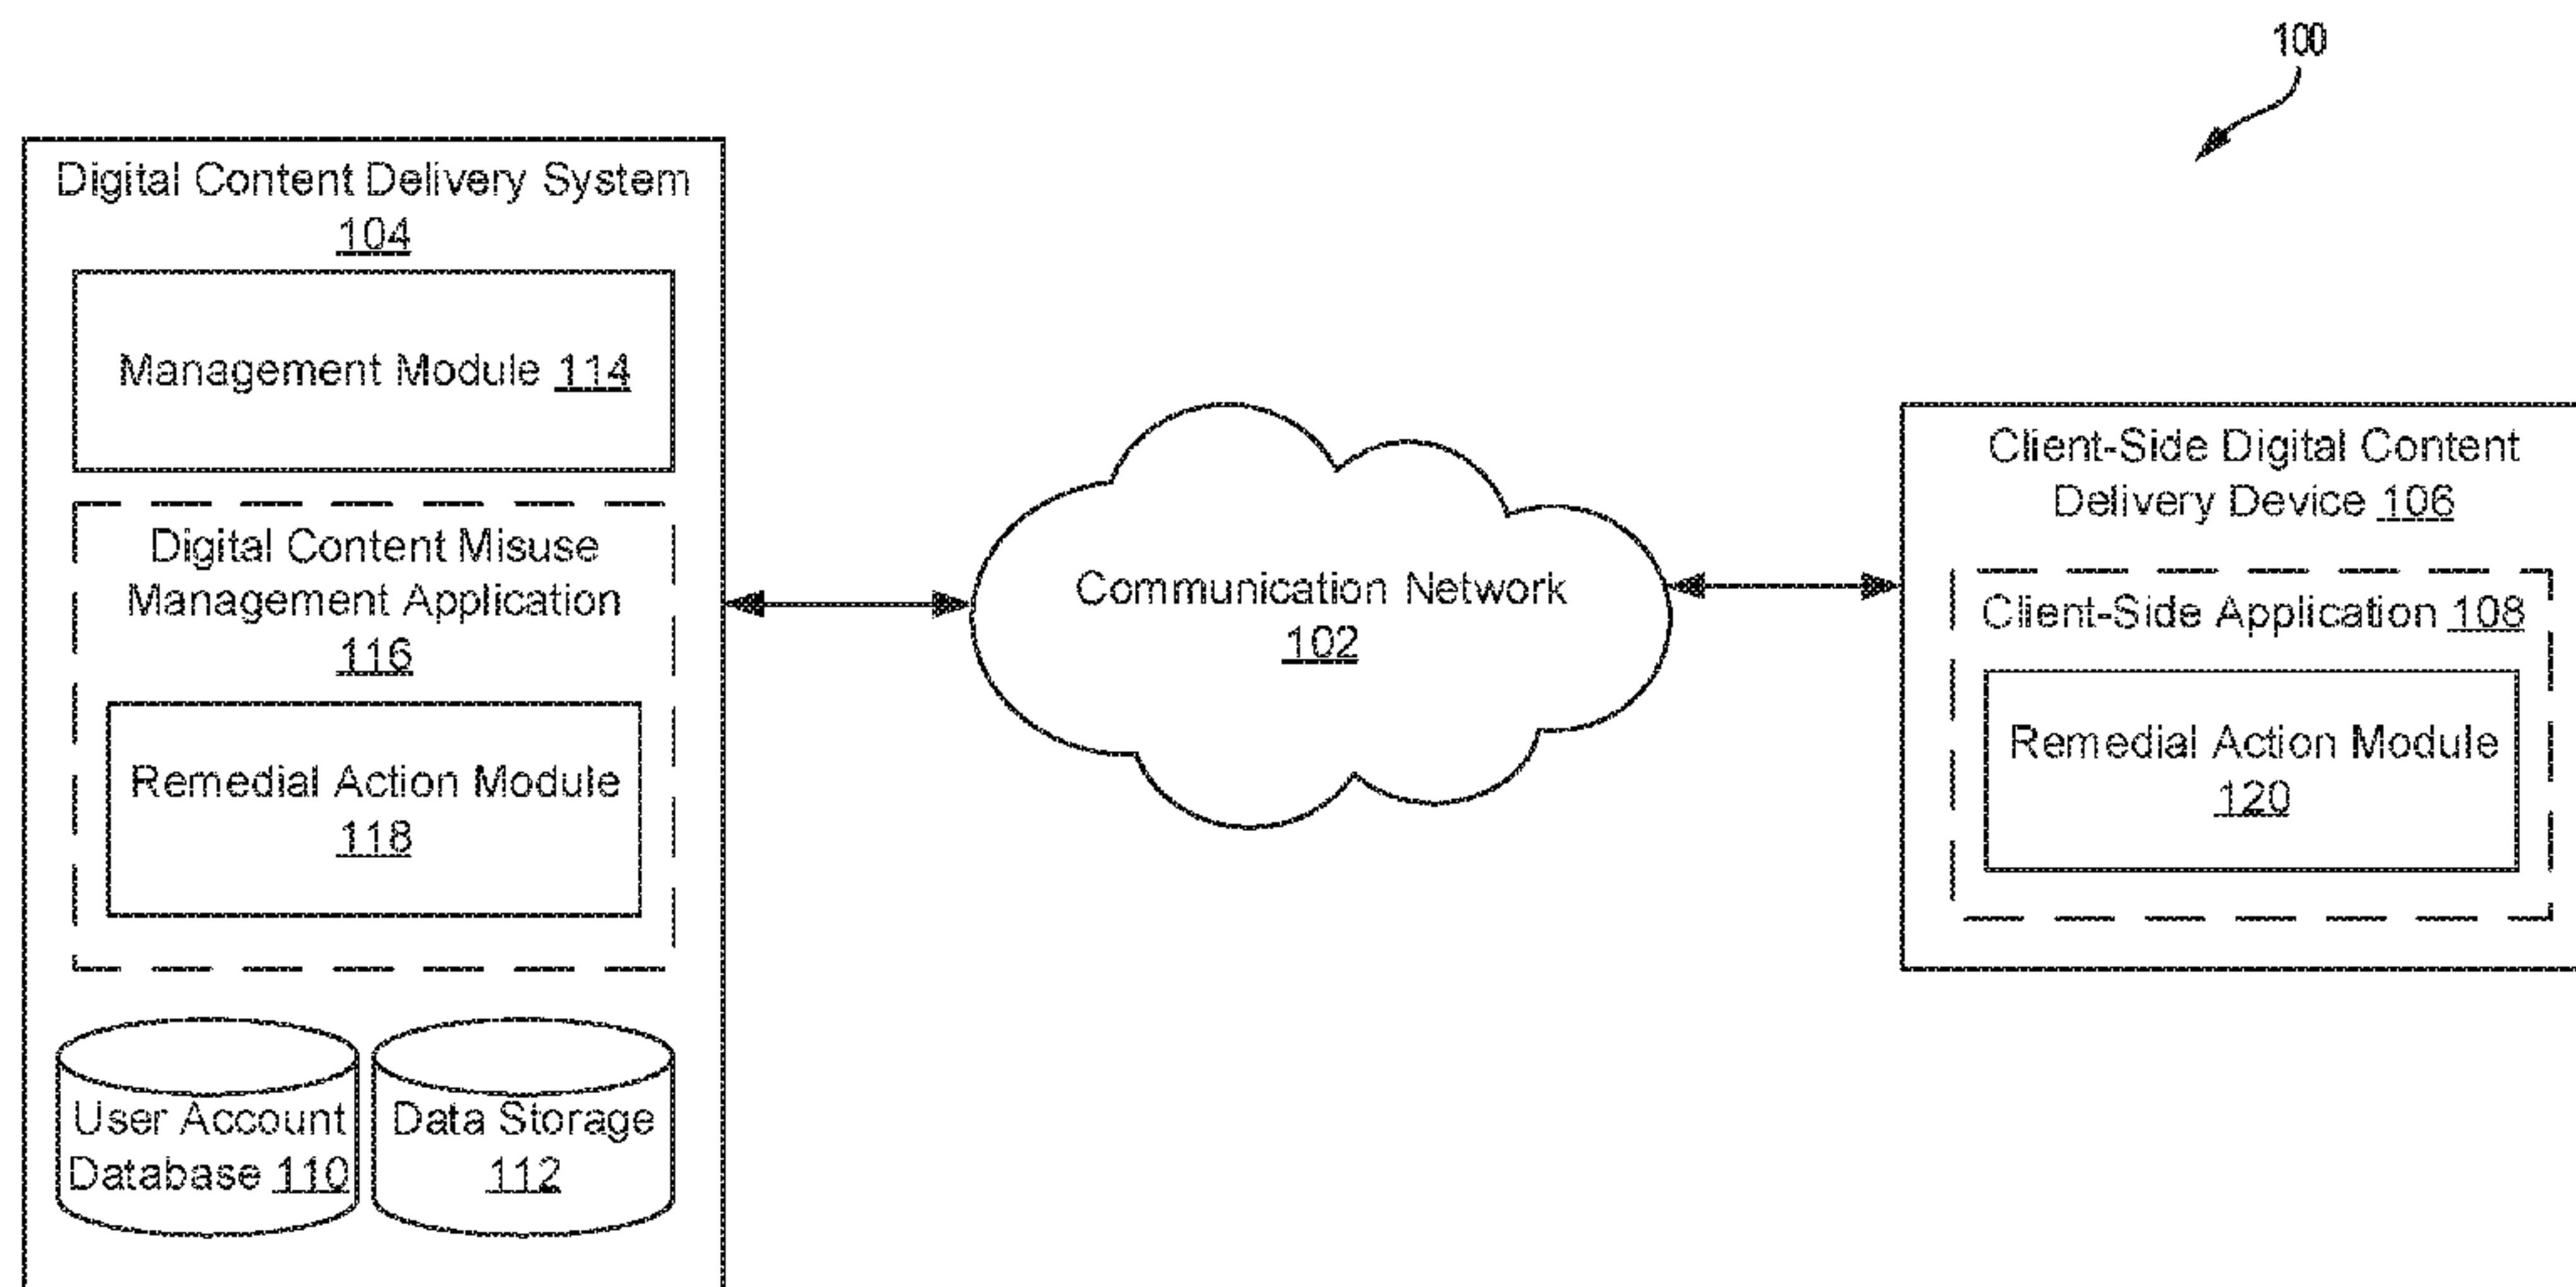 100
Digital Content Delivery System
104
Management Module 114
Digital Content Misuse
Management Application
116
Remedial Action Module
118
User Account
Database 110
Data Storage
112
Communication Network
102
Client-Side Digital Content
Delivery Device 106
Client-Side Application 108
Remedial Action Module
120